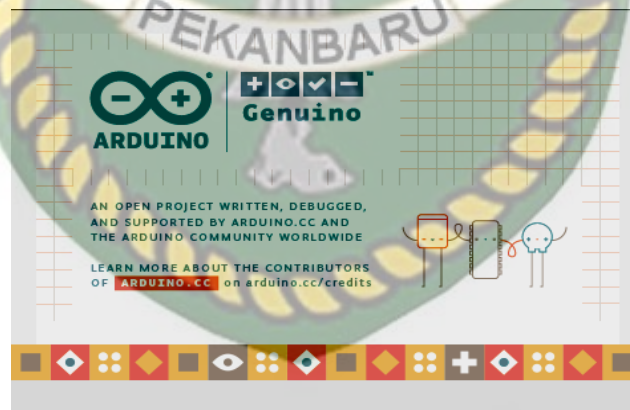 PEKANBARU
ARDUINO
Genuino
AN OPEN PROJECT WRITTEN, DEBUGGED,
AND SUPPORTED BY ARDUINO.CC AND
THE ARDUINO COMMUNITY WORLDWIDE
LEARN MORE ABOUT THE CONTRIBUTORS
OF ARDUINO.CC on arduino.cc/credits